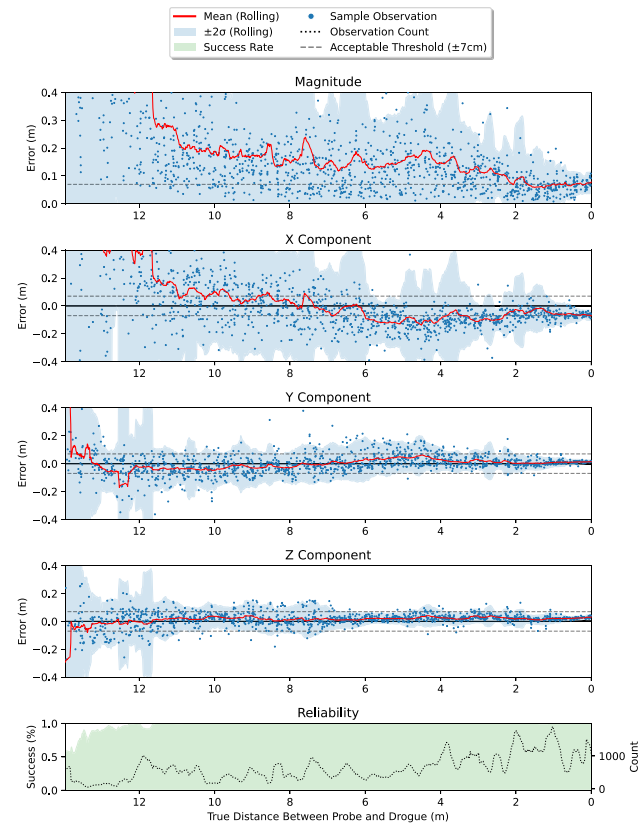 Mean (Rolling) Sample Observation
±2σ (Rolling) Observation Count
Success Rate Acceptable Threshold (±7cm)
Magnitude
0.4
0.3
0.2
0.1
0.0
Error (m)
12 10 8 6 4 2 0
X Component
0.4
0.2
0.0
−0.2
−0.4
Error (m)
12 10 8 6 4 2 0
Y Component
0.4
0.2
0.0
−0.2
−0.4
Error (m)
12 10 8 6 4 2 0
Z Component
0.4
0.2
0.0
−0.2
−0.4
Error (m)
12 10 8 6 4 2 0
Reliability
1.0
0.5
0.0
Success (%)
1000
0
Count
12 10 8 6 4 2 0
True Distance Between Probe and Drogue (m)